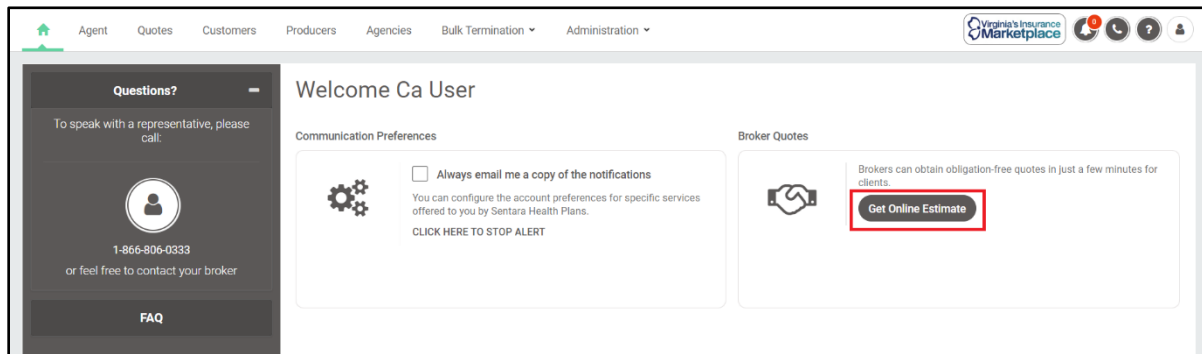 Agent Quotes Customers Producers Agencies Bulk Termination Administration
Virginia's Insurance
Marketplace
0
?
Questions?
To speak with a representative, please
call:
1-866-806-0333
or feel free to contact your broker
FAQ
Welcome Ca User
Communication Preferences
Always email me a copy of the notifications
You can configure the account preferences for specific services
offered to you by Sentara Health Plans.
CLICK HERE TO STOP ALERT
Broker Quotes
Brokers can obtain obligation-free quotes in just a few minutes for
clients.
Get Online Estimate